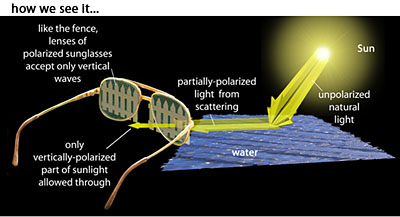 how we see it...
like the fence,
lenses of
polarized sunglasses
accept only vertical
waves
Sun
partially-polarized
light from
scattering
unpolarized
natural
light
only
vertically-polarized
part of sunlight
allowed through
water